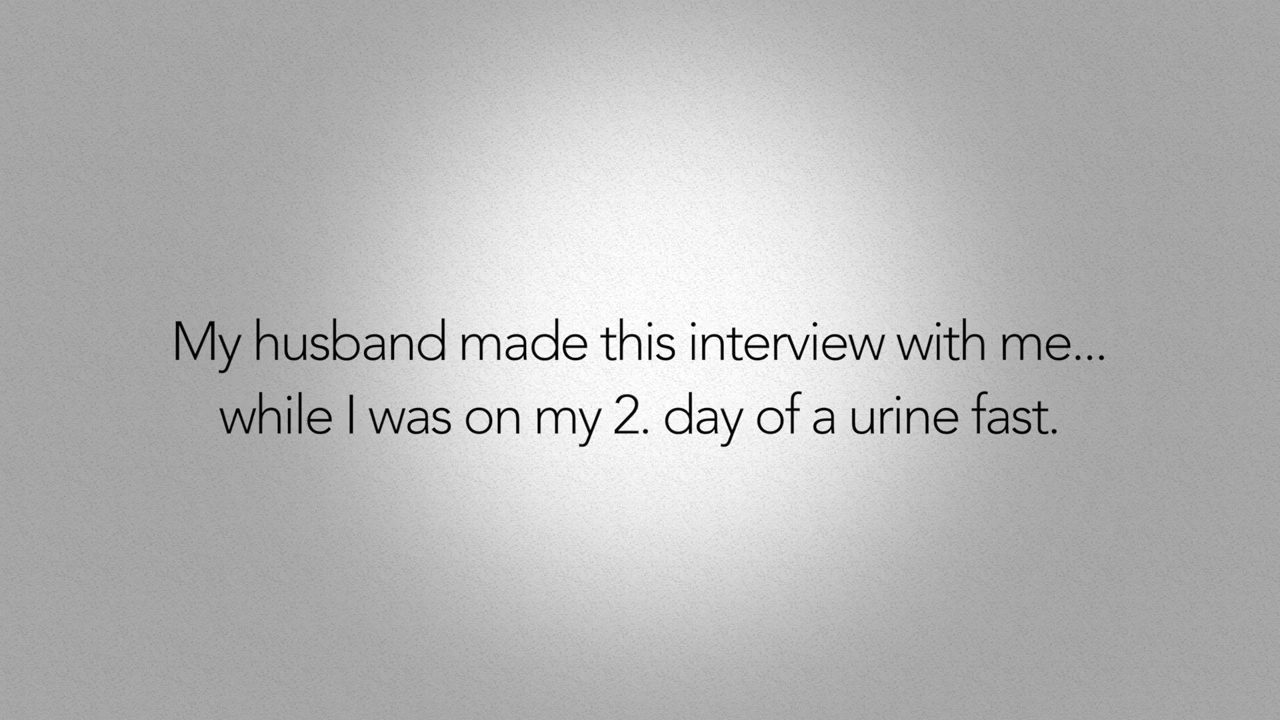 My husband made this interview with me...
while I was on my 2. day of a urine fast.